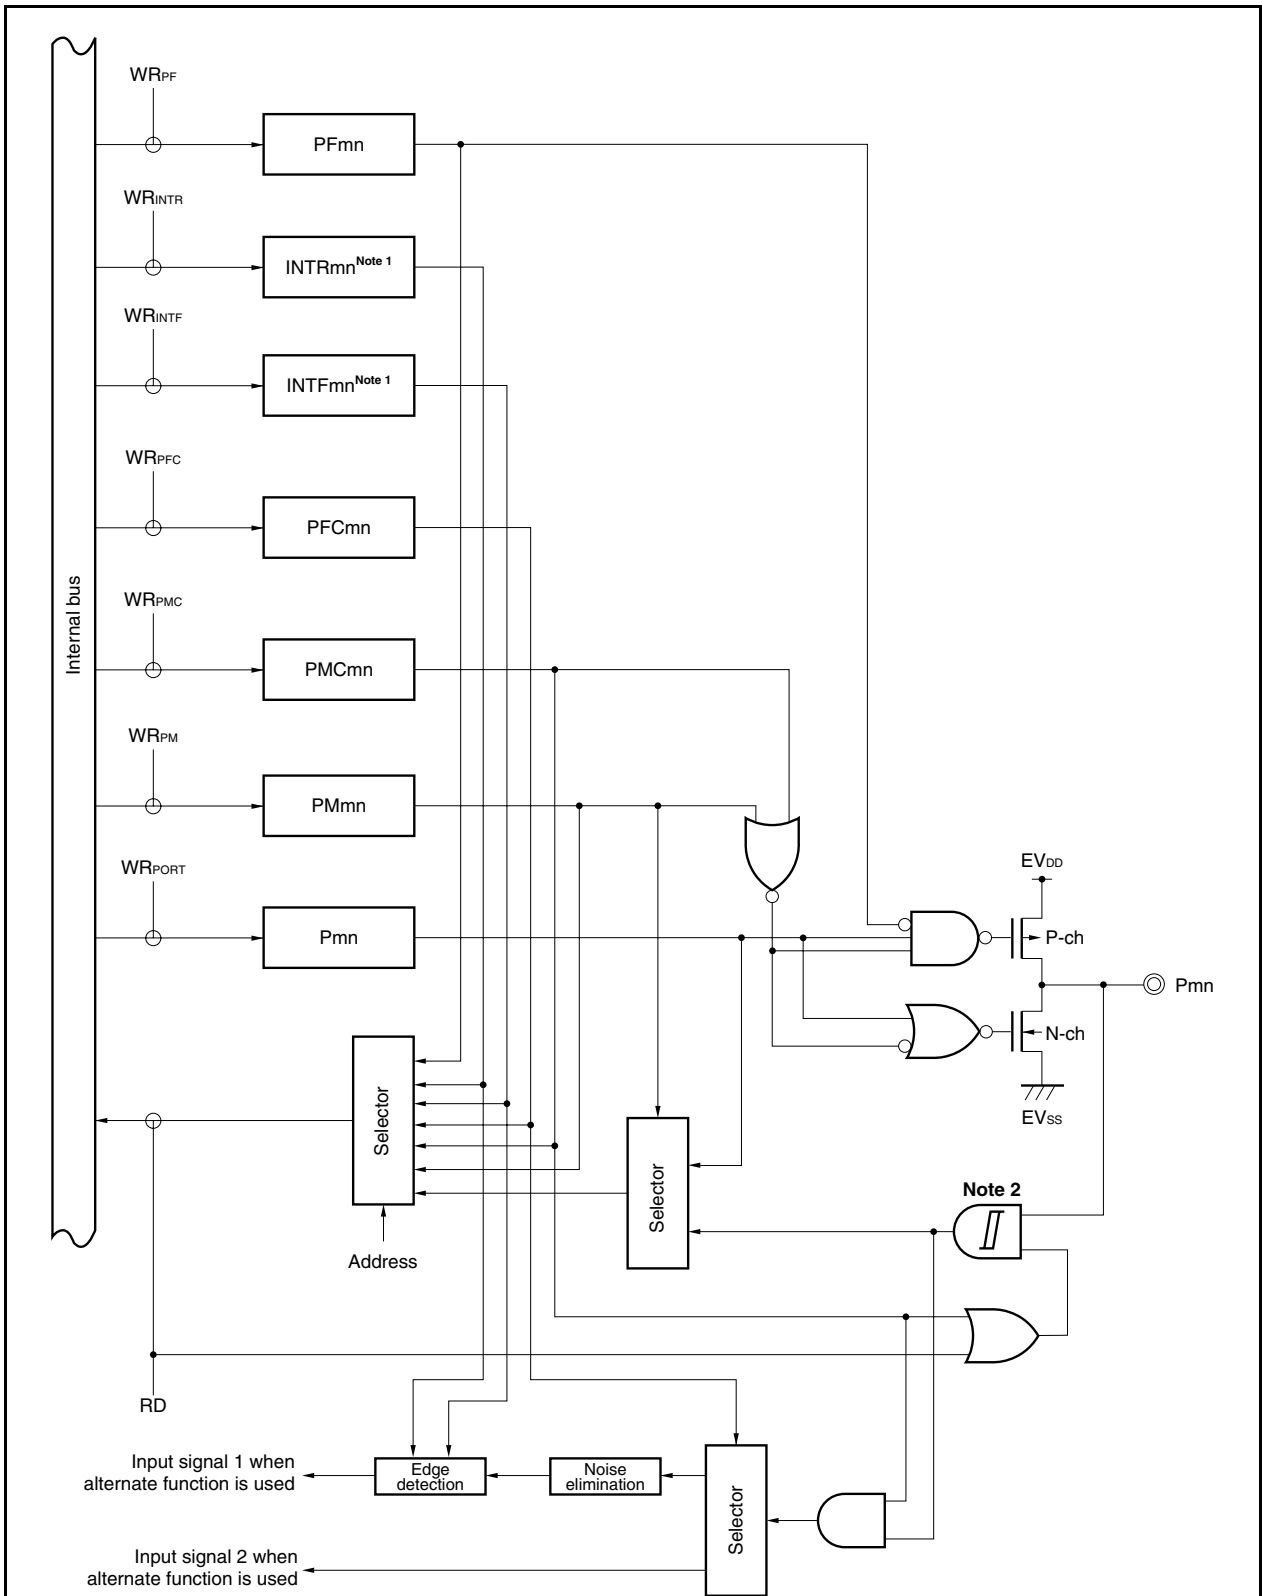 WRPF
PFmn
WRINTR
INTRmnNote 1
WRINTF
INTFmnNote 1
WRPFC
PFCmn
Internal bus
WRPMC
PMCmn
WRPM
PMmn
WRPORT
Pmn
EVDD
P-ch
Pmn
N-ch
EVSS
Selector
Selector
Note 2
Address
RD
Input signal 1 when
alternate function is used
Edge
detection
Noise
elimination
Selector
Input signal 2 when
alternate function is used